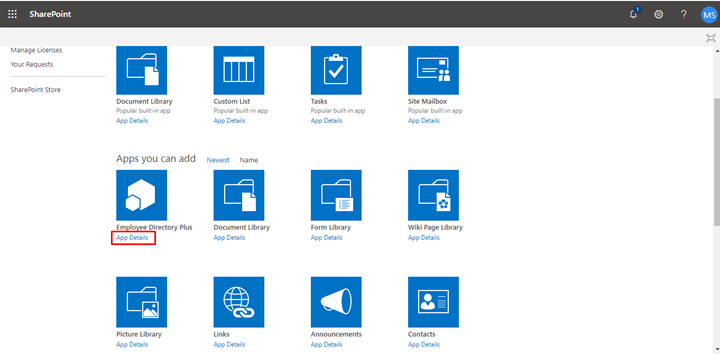 SharePoint
1
?
MS
Manage Licenses
Your Requests
SharePoint Store
Document Library
Popular built-in app
App Details
Custom List
Popular built-in app
App Details
Tasks
Popular built-in app
App Details
Site Mailbox
Popular built-in app
App Details
Apps you can add
Newest
Name
Employee Directory Plus
App Details
Document Library
App Details
Form Library
App Details
Wiki Page Library
App Details
Picture Library
App Details
Links
App Details
Announcements
App Details
Contacts
App Details